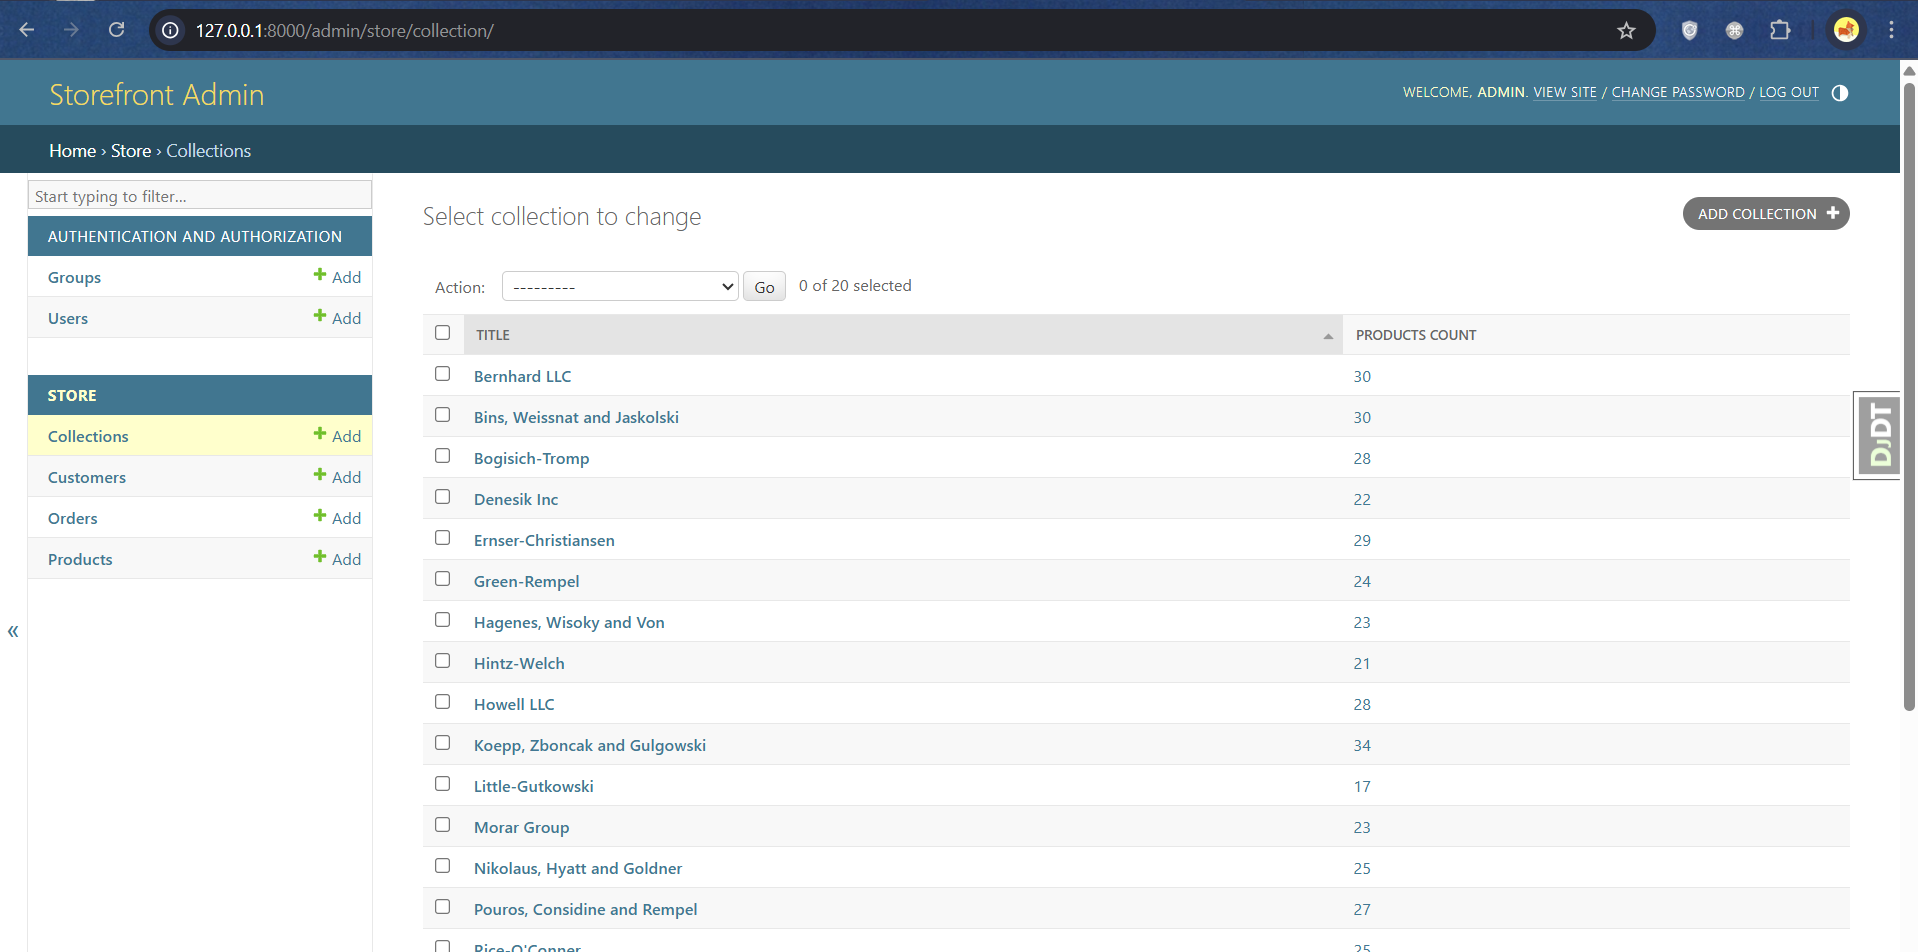 127.0.0.1:8000/admin/store/collection/
Storefront Admin
WELCOME, ADMIN. VIEW SITE / CHANGE PASSWORD / LOG OUT
Home › Store › Collections
Start typing to filter...
AUTHENTICATION AND AUTHORIZATION
Groups + Add
Users + Add
STORE
Collections + Add
Customers + Add
Orders + Add
Products + Add
«
Select collection to change
ADD COLLECTION +
Action: --------- Go 0 of 20 selected
TITLE PRODUCTS COUNT
Bernhard LLC 30
Bins, Weissnat and Jaskolski 30
Bogisich-Tromp 28
Denesik Inc 22
Ernser-Christiansen 29
Green-Rempel 24
Hagenes, Wisoky and Von 23
Hintz-Welch 21
Howell LLC 28
Koepp, Zboncak and Gulgowski 34
Little-Gutkowski 17
Morar Group 23
Nikolaus, Hyatt and Goldner 25
Pouros, Considine and Rempel 27
Rice-O'Conner 25
DJDT